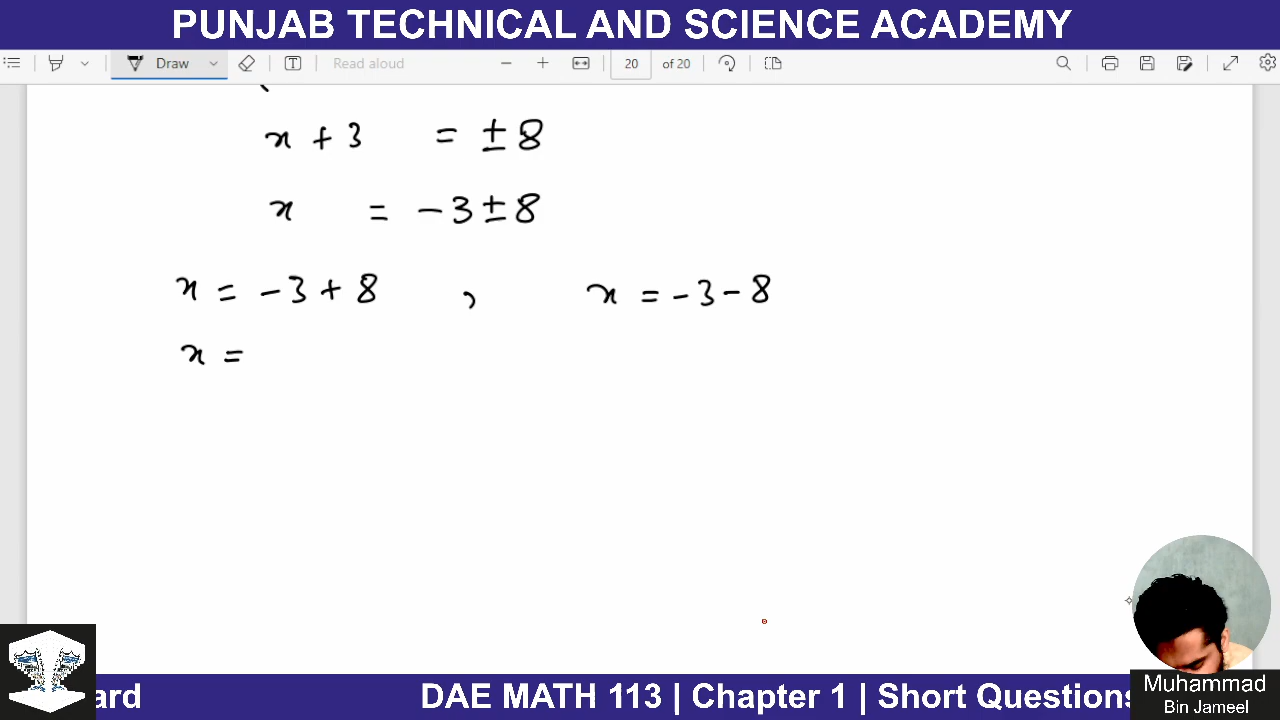 PUNJAB TECHNICAL AND SCIENCE ACADEMY
Draw Read aloud 20 of 20
x + 3 = ± 8
x = - 3 ± 8
x = - 3 + 8 , x = - 3 - 8
x =
ard DAE MATH 113 | Chapter 1 | Short Questions
Muhammad
Bin Jameel